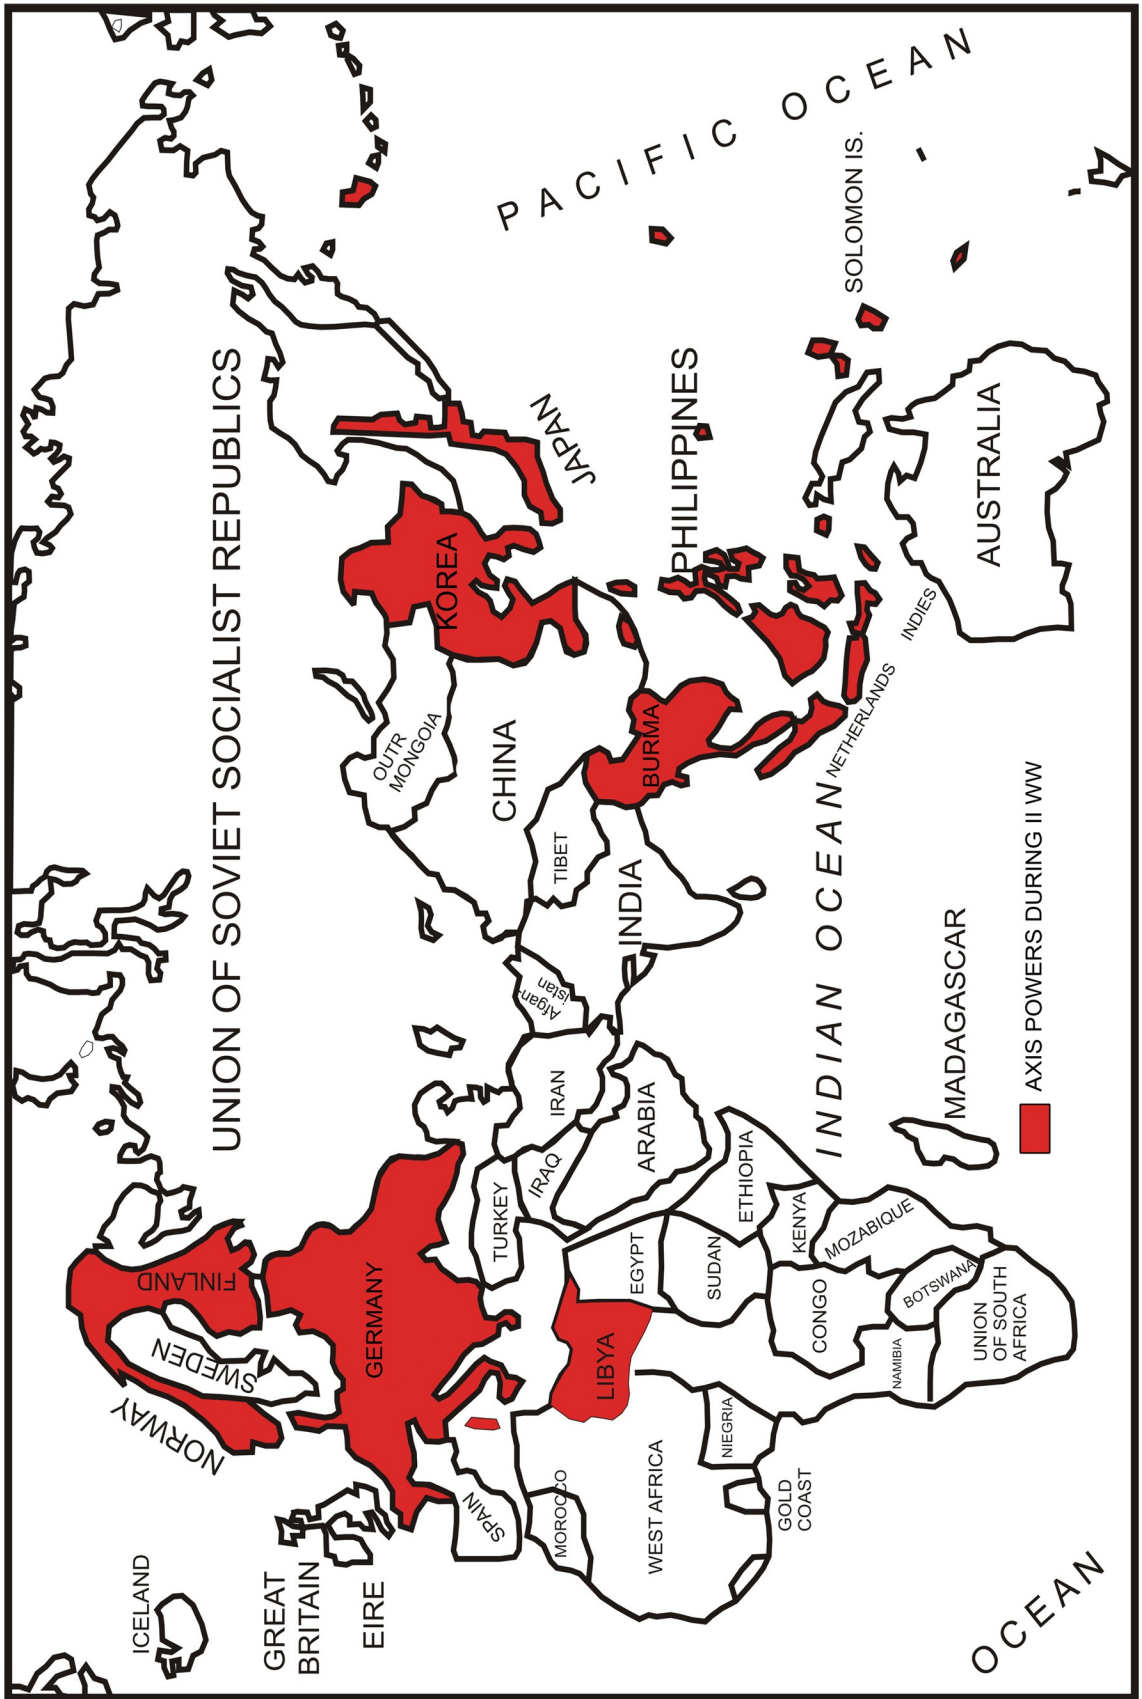 UNION OF SOVIET SOCIALIST REPUBLICS
ICELAND
GREAT
BRITAIN
EIRE
NORWAY
SWEDEN
FINLAND
GERMANY
SPAIN
TURKEY
IRAQ
IRAN
ARABIA
Afgan-
istan
INDIA
TIBET
CHINA
OUTR
MONGOIA
KOREA
JAPAN
BURMA
PHILIPPINES
PACIFIC OCEAN
SOLOMON IS.
NETHERLANDS
INDIES
AUSTRALIA
INDIAN OCEAN
MADAGASCAR
MOROCCO
WEST AFRICA
LIBYA
EGYPT
SUDAN
ETHIOPIA
KENYA
NIEGRIA
GOLD
COAST
CONGO
MOZABIQUE
NAMIBIA
BOTSWANA
UNION
OF SOUTH
AFRICA
OCEAN
AXIS POWERS DURING II WW